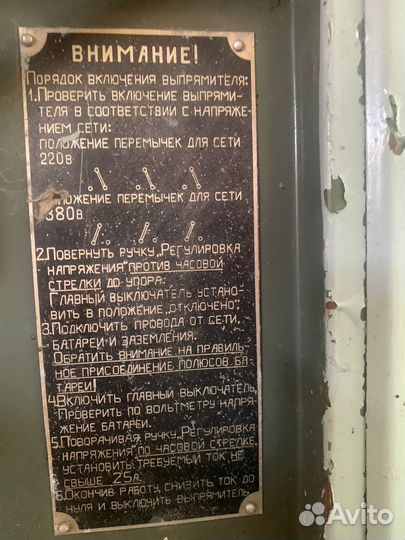 ВНИМАНИЕ!
ПОРЯДОК ВКЛЮЧЕНИЯ ВЫПРЯМИТЕЛЯ:
1.ПРОВЕРИТЬ ВКЛЮЧЕНИЕ ВЫПРЯМИ-
ТЕЛЯ В СООТВЕТСТВИИ С НАПРЯЖЕ-
НИЕМ СЕТИ:
ПОЛОЖЕНИЕ ПЕРЕМЫЧЕК ДЛЯ СЕТИ
220В
ПОЛОЖЕНИЕ ПЕРЕМЫЧЕК ДЛЯ СЕТИ
380В
2.ПОВЕРНУТЬ РУЧКУ „РЕГУЛИРОВКА
НАПРЯЖЕНИЯ" ПРОТИВ ЧАСОВОЙ
СТРЕЛКИ ДО УПОРА:
ГЛАВНЫЙ ВЫКЛЮЧАТЕЛЬ УСТАНО-
ВИТЬ В ПОЛОЖЕНИЕ „ОТКЛЮЧЕНО".
3.ПОДКЛЮЧИТЬ ПРОВОДА ОТ СЕТИ,
БАТАРЕИ И ЗАЗЕМЛЕНИЯ.
ОБРАТИТЬ ВНИМАНИЕ НА ПРАВИЛЬ-
НОЕ ПРИСОЕДИНЕНИЕ ПОЛЮСОВ БА-
ТАРЕИ!
4.ВКЛЮЧИТЬ ГЛАВНЫЙ ВЫКЛЮЧАТЕЛЬ.
ПРОВЕРИТЬ ПО ВОЛЬТМЕТРУ НАПРЯ-
ЖЕНИЕ БАТАРЕИ.
5.ПОВОРАЧИВАЯ РУЧКУ „РЕГУЛИРОВКА
НАПРЯЖЕНИЯ" ПО ЧАСОВОЙ СТРЕЛКЕ,
УСТАНОВИТЬ ТРЕБУЕМЫЙ ТОК НЕ
СВЫШЕ 25А.
6.ОКОНЧИВ РАБОТУ, СНИЗИТЬ ТОК ДО
НУЛЯ И ВЫКЛЮЧИТЬ ВЫПРЯМИТЕЛЬ
Avito